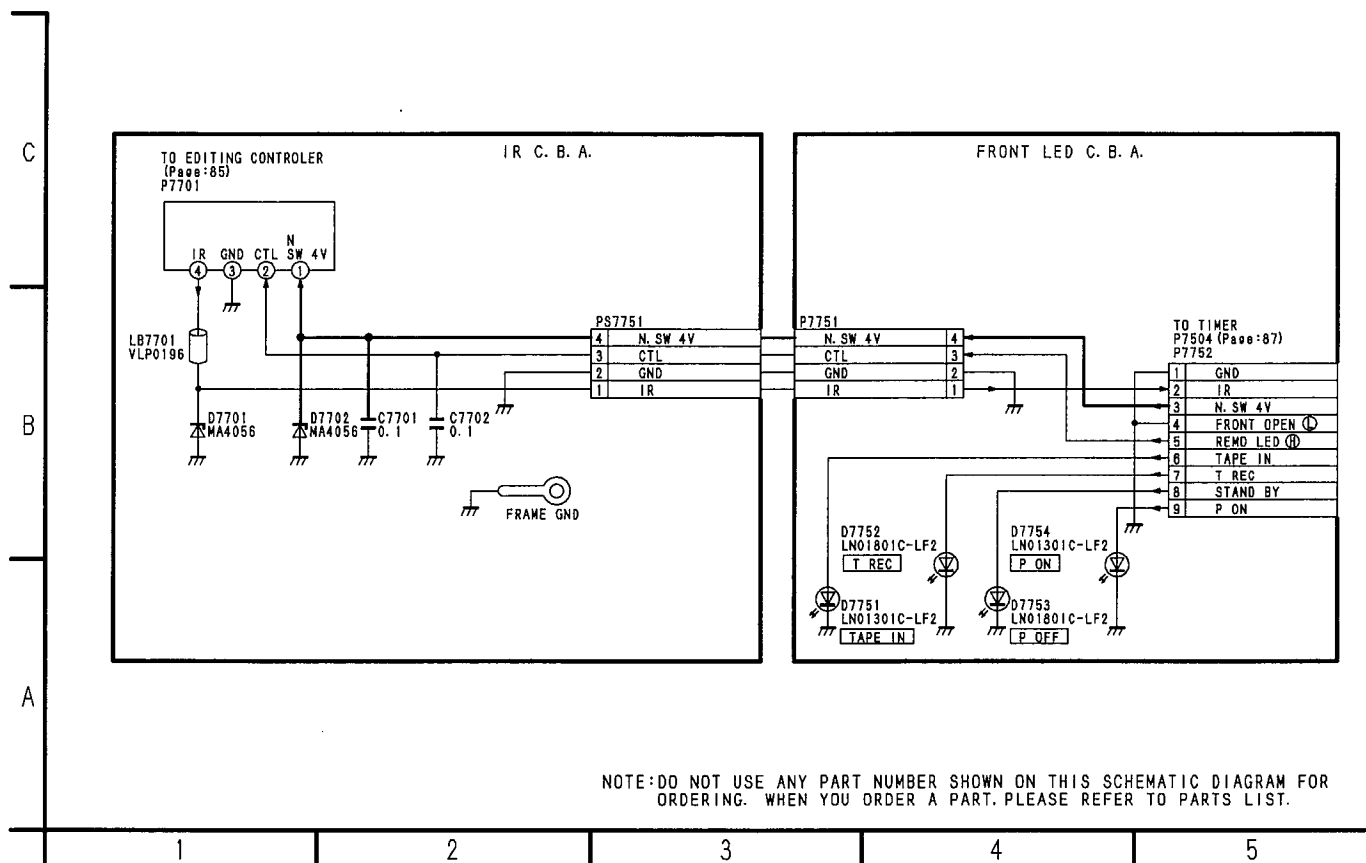 C
B
A
IR C. B. A.
TO EDITING CONTROLER
(Page:85)
P7701
N
IR GND CTL SW 4V
4 3 2 1
LB7701
VLP0196
D7701
MA4056
D7702
MA4056
C7701
0.1
C7702
0.1
FRAME GND
PS7751
4 N. SW 4V
3 CTL
2 GND
1 IR
FRONT LED C. B. A.
P7751
N. SW 4V 4
CTL 3
GND 2
IR 1
TO TIMER
P7504 (Page:87)
P7752
1 GND
2 IR
3 N. SW 4V
4 FRONT OPEN Ⓛ
5 REMO LED Ⓗ
6 TAPE IN
7 T REC
8 STAND BY
9 P ON
D7752
LN01801C-LF2
T REC
D7754
LN01301C-LF2
P ON
D7751
LN01301C-LF2
TAPE IN
D7753
LN01801C-LF2
P OFF
NOTE:DO NOT USE ANY PART NUMBER SHOWN ON THIS SCHEMATIC DIAGRAM FOR
ORDERING. WHEN YOU ORDER A PART. PLEASE REFER TO PARTS LIST.
1 2 3 4 5